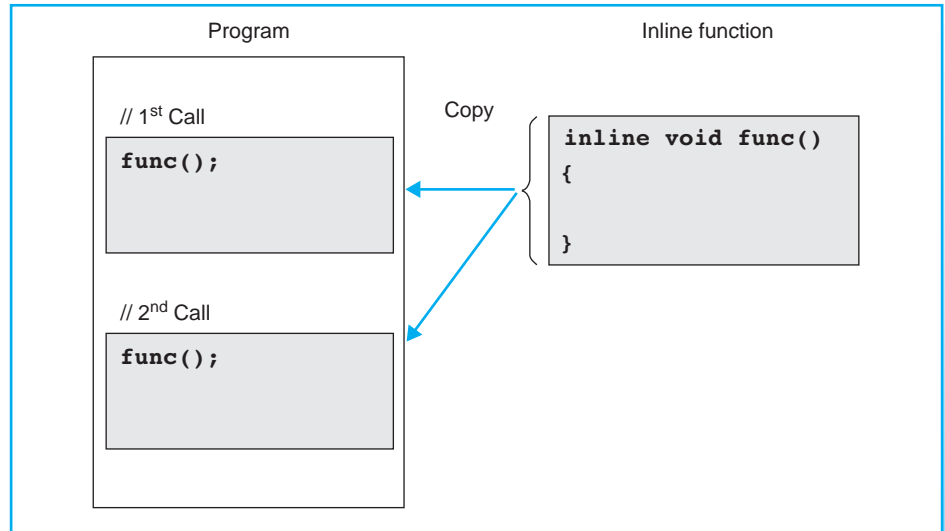 Program
Inline function
// 1st Call
Copy
func();
inline void func()
{
}
// 2nd Call
func();